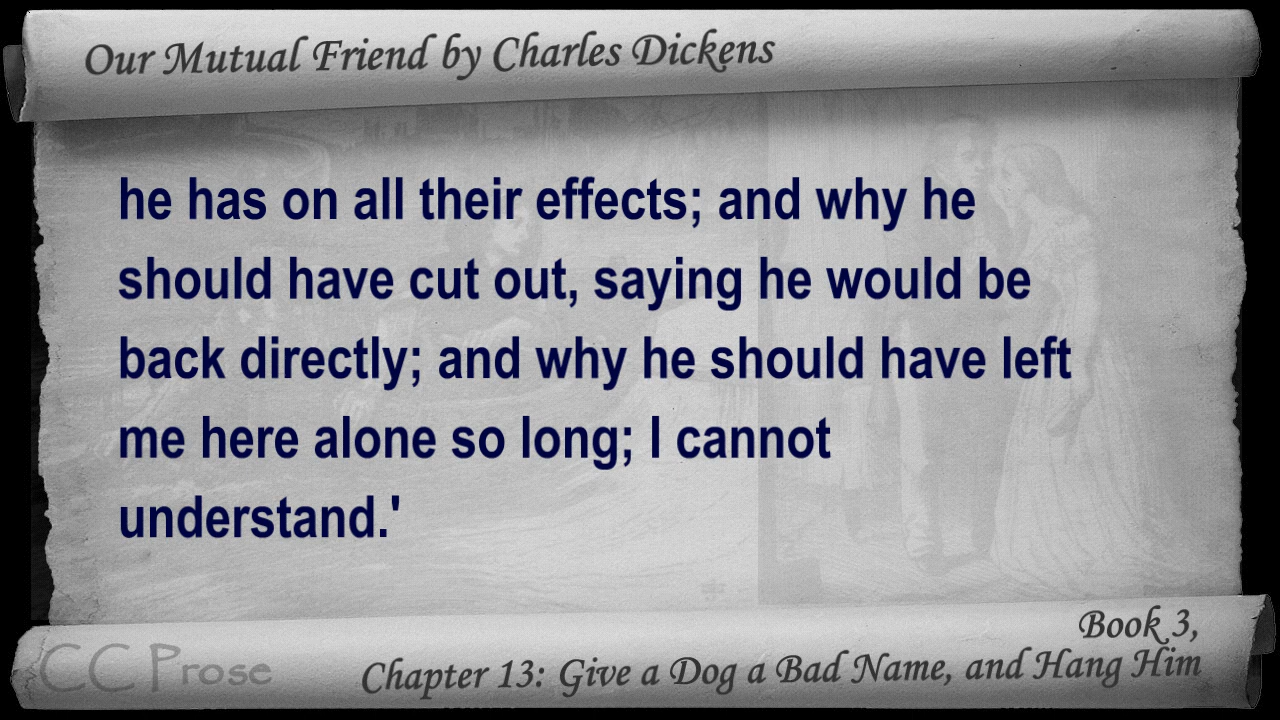 Our Mutual Friend by Charles Dickens
he has on all their effects; and why he
should have cut out, saying he would be
back directly; and why he should have left
me here alone so long; I cannot
understand.'
Book 3,
CC Prose
Chapter 13: Give a Dog a Bad Name, and Hang Him